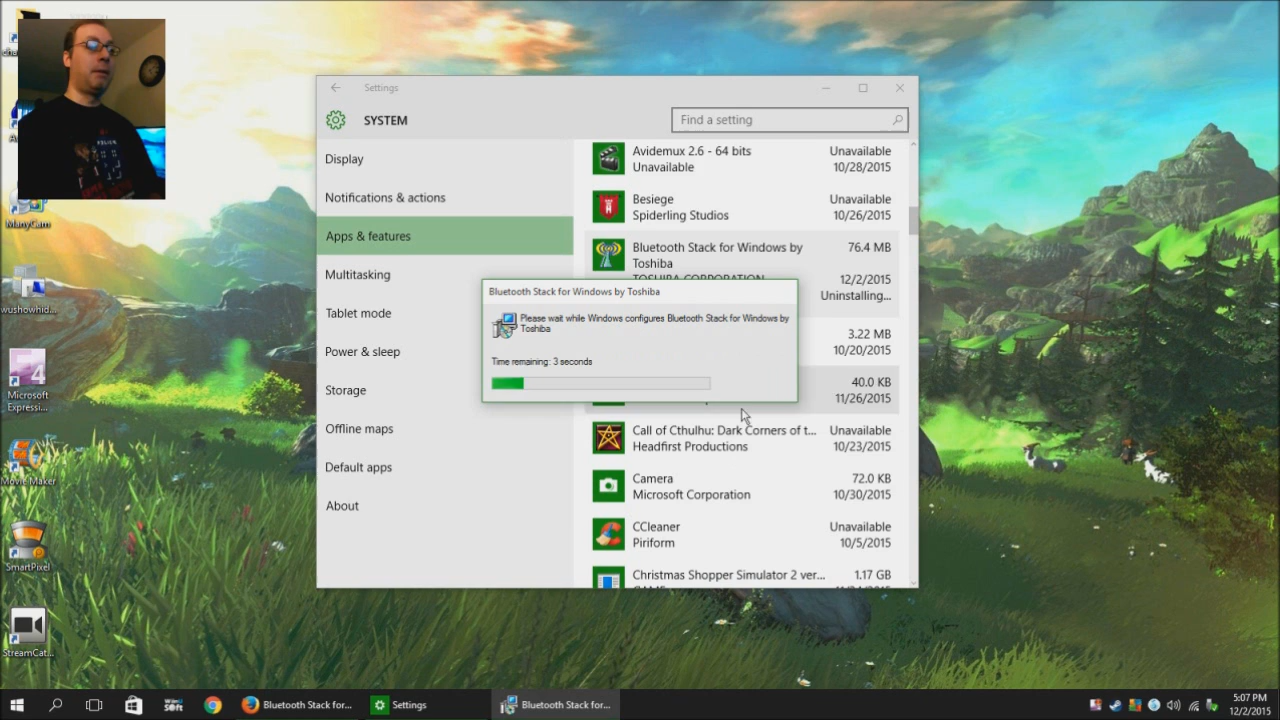 Settings
SYSTEM
Find a setting
Display
Notifications & actions
Apps & features
Multitasking
Tablet mode
Power & sleep
Storage
Offline maps
Default apps
About
Avidemux 2.6 - 64 bits
Unavailable
Unavailable
10/28/2015
Besiege
Unavailable
Spiderling Studios
10/26/2015
Bluetooth Stack for Windows by
76.4 MB
Toshiba
TOSHIBA CORPORATION
12/2/2015
Uninstalling...
Bluetooth Stack for Windows by Toshiba
Please wait while Windows configures Bluetooth Stack for Windows by
Toshiba
Time remaining: 3 seconds
3.22 MB
10/20/2015
40.0 KB
11/26/2015
Call of Cthulhu: Dark Corners of t...
Unavailable
Headfirst Productions
10/23/2015
Camera
72.0 KB
Microsoft Corporation
10/30/2015
CCleaner
Unavailable
Piriform
10/5/2015
Christmas Shopper Simulator 2 ver...
1.17 GB
ManyCam
wushowhid...
Microsoft
Expressi...
Movie Maker
SmartPixel
StreamCat...
Bluetooth Stack for...
Settings
Bluetooth Stack for...
5:07 PM
12/2/2015